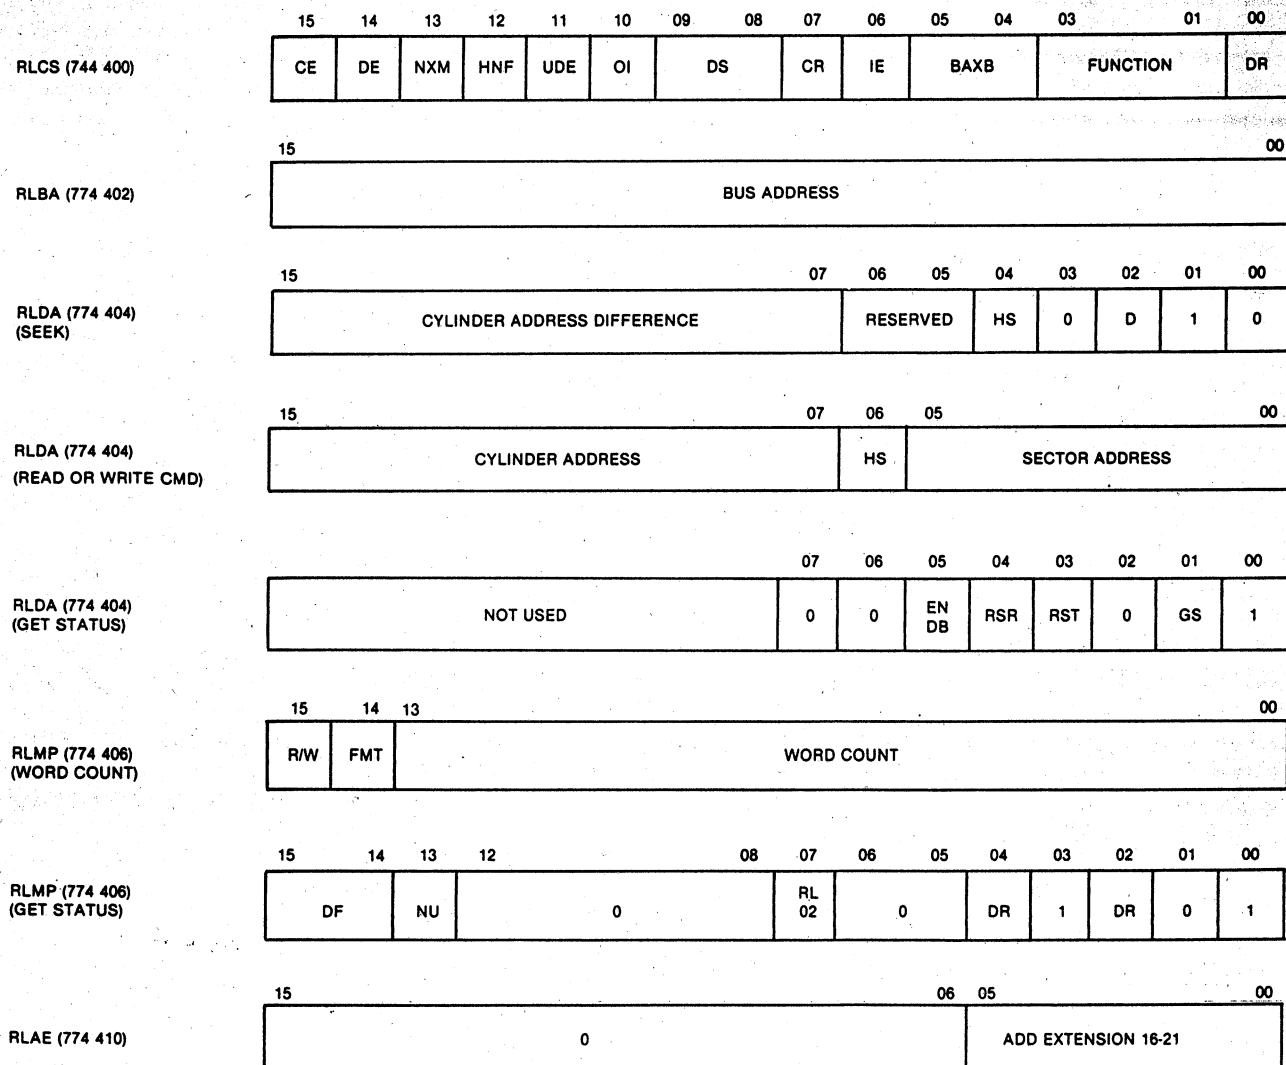 15 14 13 12 11 10 09 08 07 06 05 04 03 01 00
RLCS (744 400) CE DE NXM HNF UDE OI DS CR IE BAXB FUNCTION DR
15 00
RLBA (774 402) BUS ADDRESS
15 07 06 05 04 03 02 01 00
RLDA (774 404)
(SEEK)
CYLINDER ADDRESS DIFFERENCE RESERVED HS 0 D 1 0
15 07 06 05 00
RLDA (774 404)
(READ OR WRITE CMD)
CYLINDER ADDRESS HS SECTOR ADDRESS
07 06 05 04 03 02 01 00
RLDA (774 404)
(GET STATUS)
NOT USED 0 0 EN DB RSR RST 0 GS 1
15 14 13 00
RLMP (774 406)
(WORD COUNT)
R/W FMT WORD COUNT
15 14 13 12 08 07 06 05 04 03 02 01 00
RLMP (774 406)
(GET STATUS)
DF NU 0 RL 02 0 DR 1 DR 0 1
15 06 05 00
RLAE (774 410) 0 ADD EXTENSION 16-21